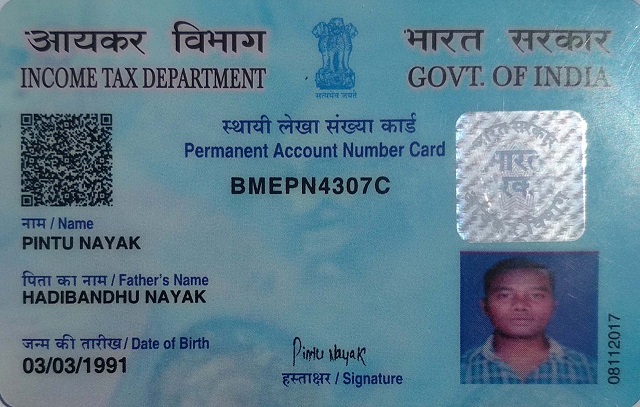 आयकर विभाग
INCOME TAX DEPARTMENT
सत्यमेव जयते
भारत सरकार
GOVT. OF INDIA
स्थायी लेखा संख्या कार्ड
Permanent Account Number Card
BMEPN4307C
भारत सरकार
भारत
नाम / Name
PINTU NAYAK
पिता का नाम / Father's Name
HADIBANDHU NAYAK
जन्म की तारीख / Date of Birth
03/03/1991
Pintu Nayak
हस्ताक्षर / Signature
08112017